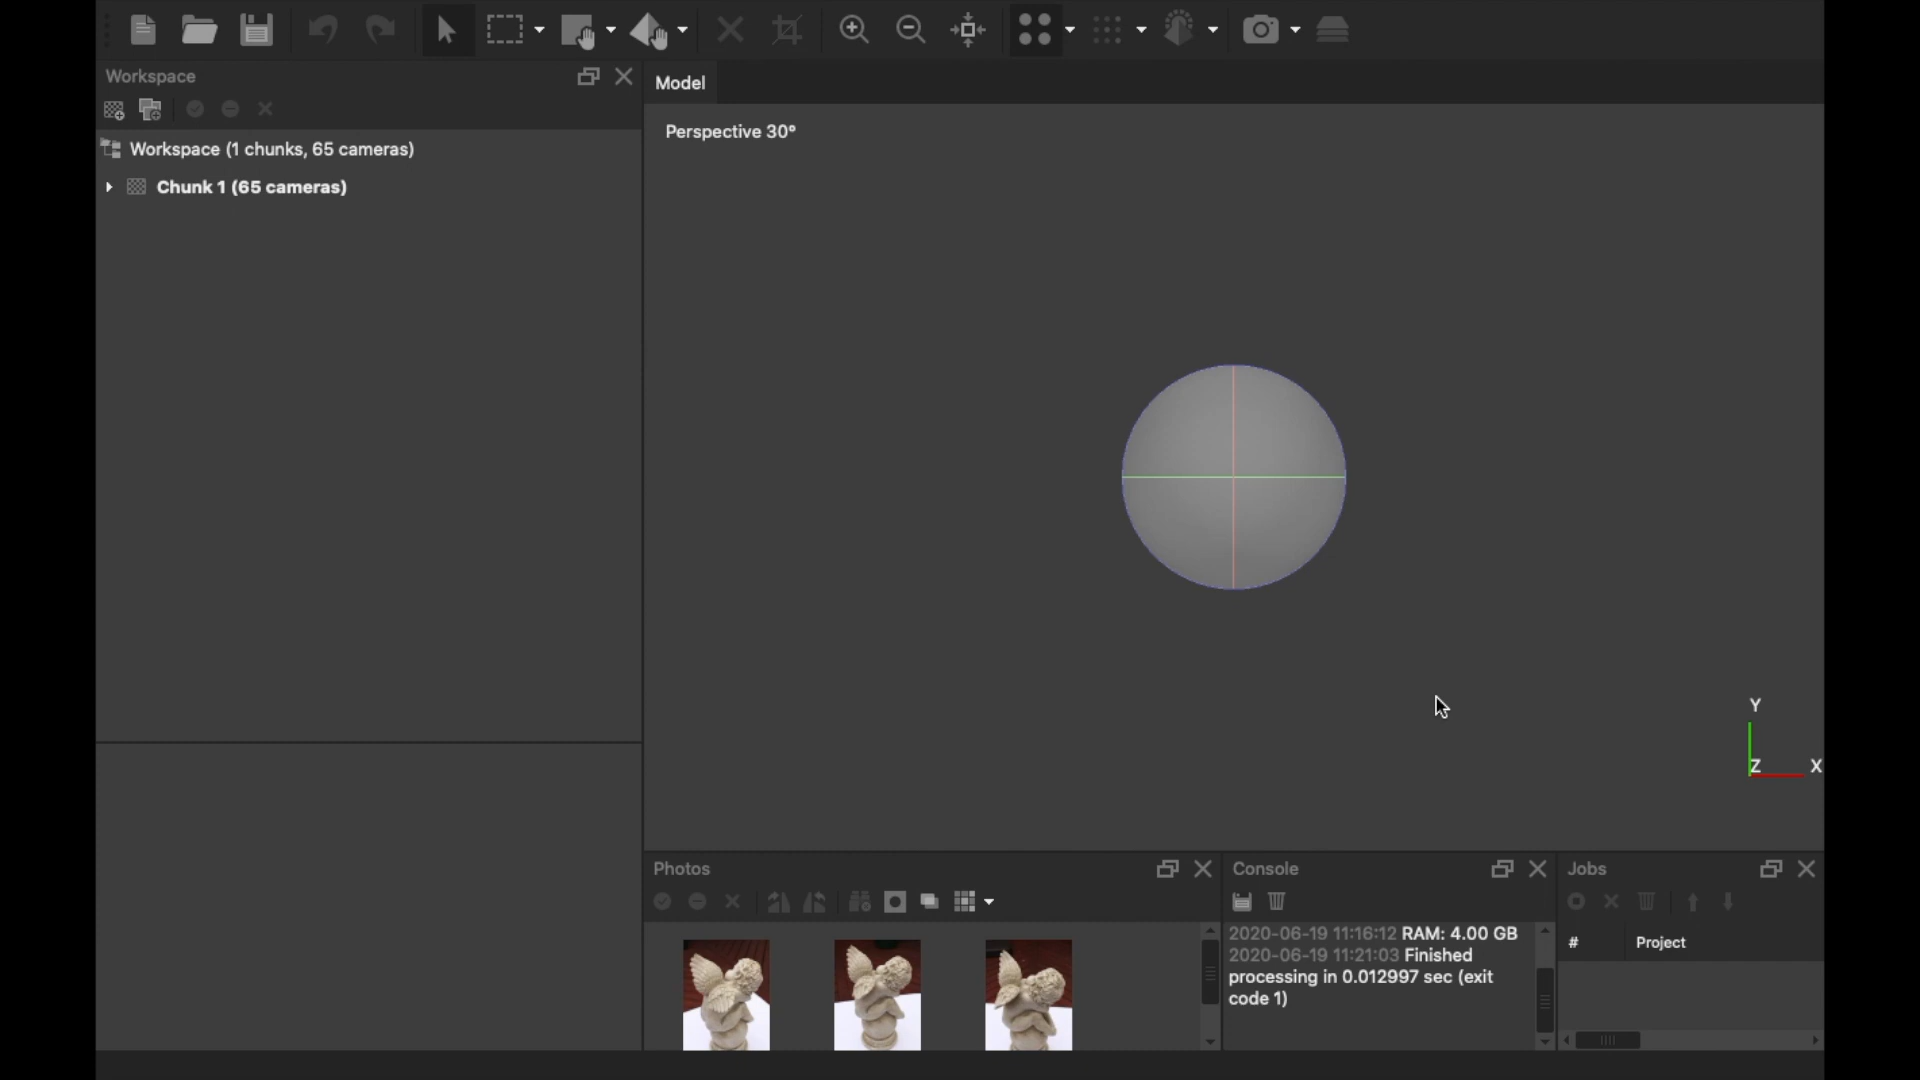 Workspace
Model
Perspective 30°
Workspace (1 chunks, 65 cameras)
Chunk 1 (65 cameras)
Y
Z
X
Photos
Console
Jobs
2020-06-19 11:16:12 RAM: 4.00 GB
2020-06-19 11:21:03 Finished
processing in 0.012997 sec (exit
code 1)
#
Project